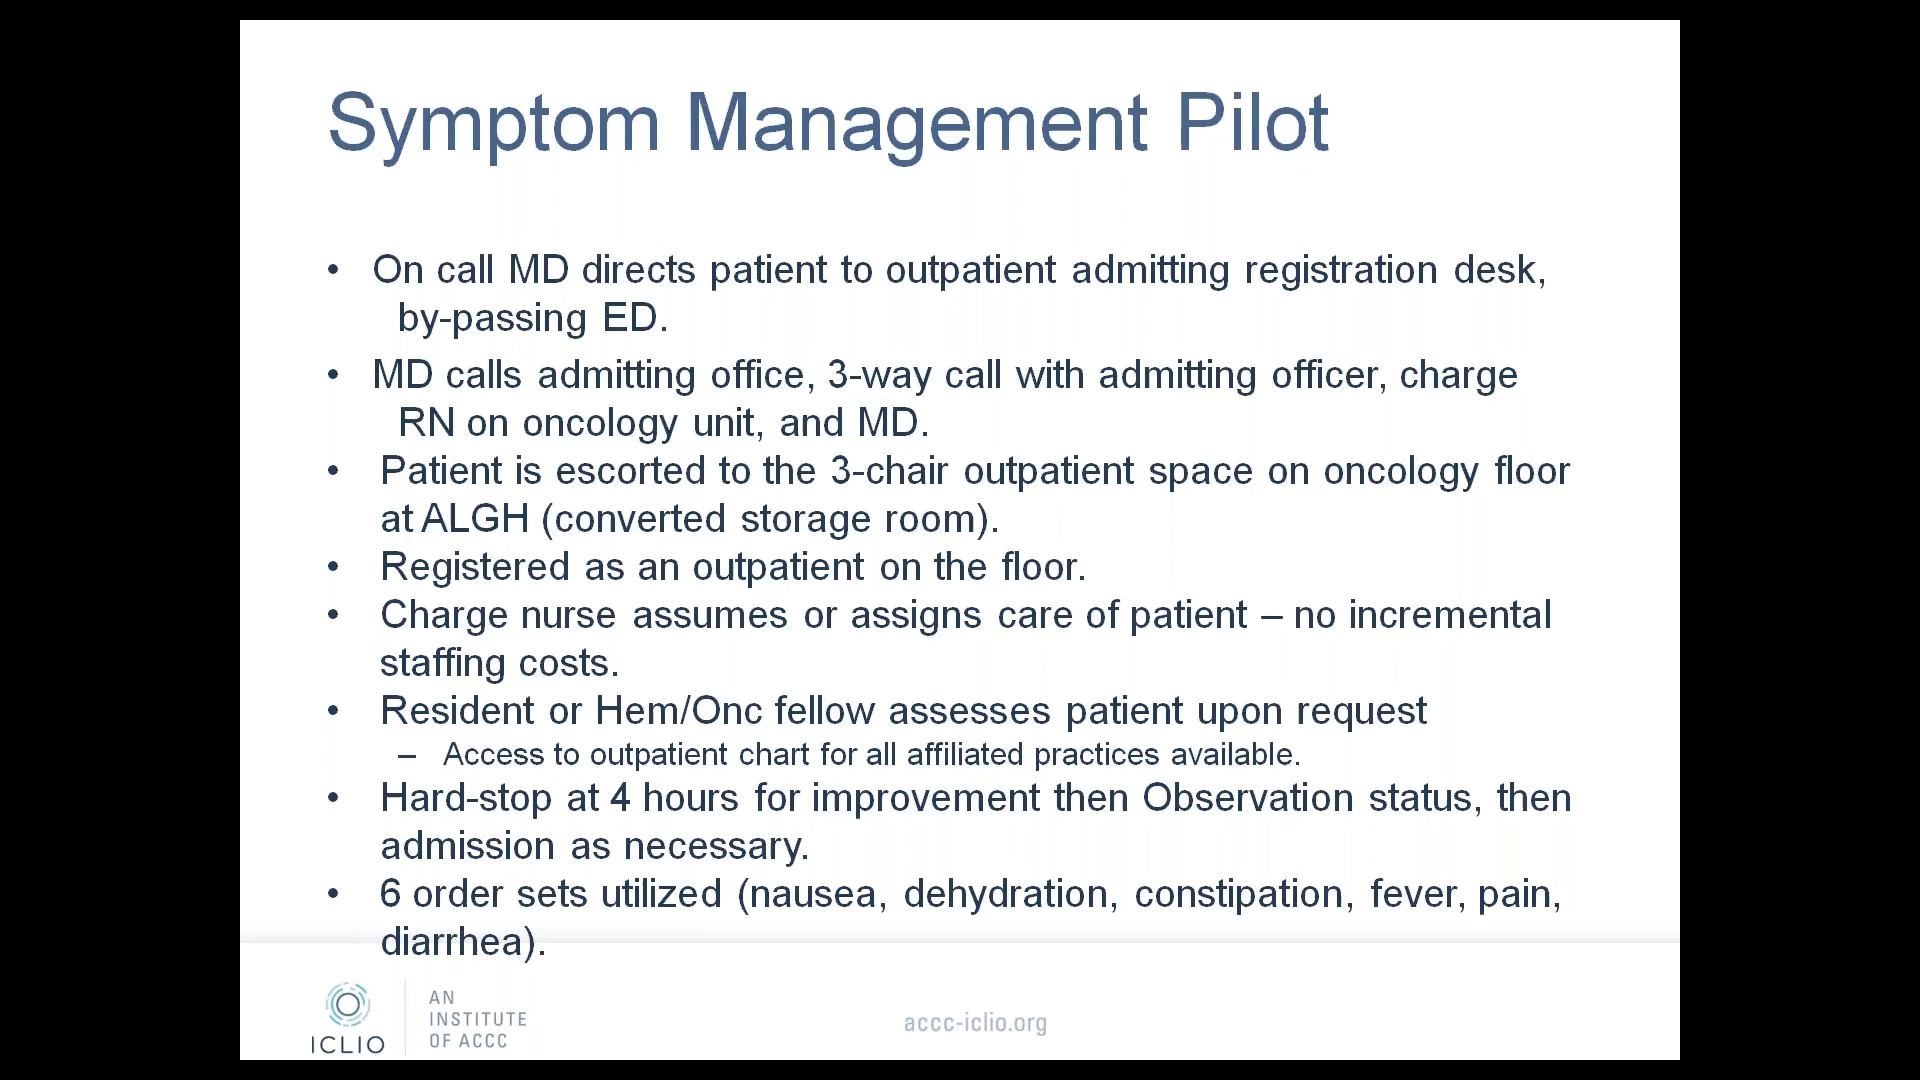 Symptom Management Pilot
• On call MD directs patient to outpatient admitting registration desk,
by-passing ED.
• MD calls admitting office, 3-way call with admitting officer, charge
RN on oncology unit, and MD.
• Patient is escorted to the 3-chair outpatient space on oncology floor
at ALGH (converted storage room).
• Registered as an outpatient on the floor.
• Charge nurse assumes or assigns care of patient – no incremental
staffing costs.
• Resident or Hem/Onc fellow assesses patient upon request
– Access to outpatient chart for all affiliated practices available.
• Hard-stop at 4 hours for improvement then Observation status, then
admission as necessary.
• 6 order sets utilized (nausea, dehydration, constipation, fever, pain,
diarrhea).
ICLIO
AN
INSTITUTE
OF ACCC
accc-iclio.org